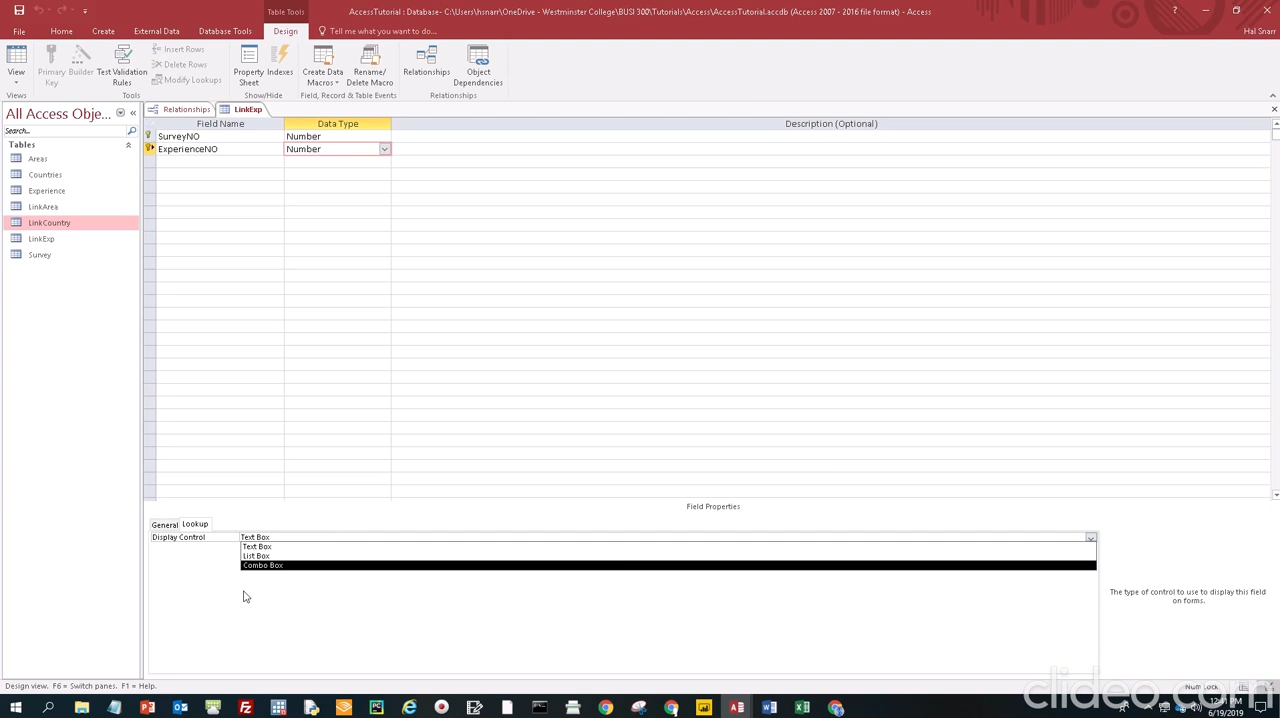 Table Tools
AccessTutorial : Database- C:\Users\hsnarr\OneDrive - Westminster College\BUSI 300\Tutorials\Access\AccessTutorial.accdb (Access 2007 - 2016 file format) - Access
File Home Create External Data Database Tools Design Tell me what you want to do... Hal Snarr
View Primary Key Builder Test Validation Rules Insert Rows Delete Rows Modify Lookups Property Sheet Indexes Create Data Macros Rename/ Delete Macro Relationships Object Dependencies
Views Tools Show/Hide Field, Record & Table Events Relationships
All Access Obje...
Search...
Tables
Areas
Countries
Experience
LinkArea
LinkCountry
LinkExp
Survey
Relationships LinkExp
Field Name Data Type Description (Optional)
SurveyNO Number
ExperienceNO Number
Field Properties
General Lookup
Display Control Text Box
Text Box
List Box
Combo Box
The type of control to use to display this field
on forms.
Design view. F6 = Switch panes. F1 = Help. Num Lock
clideo.com
6/19/2019